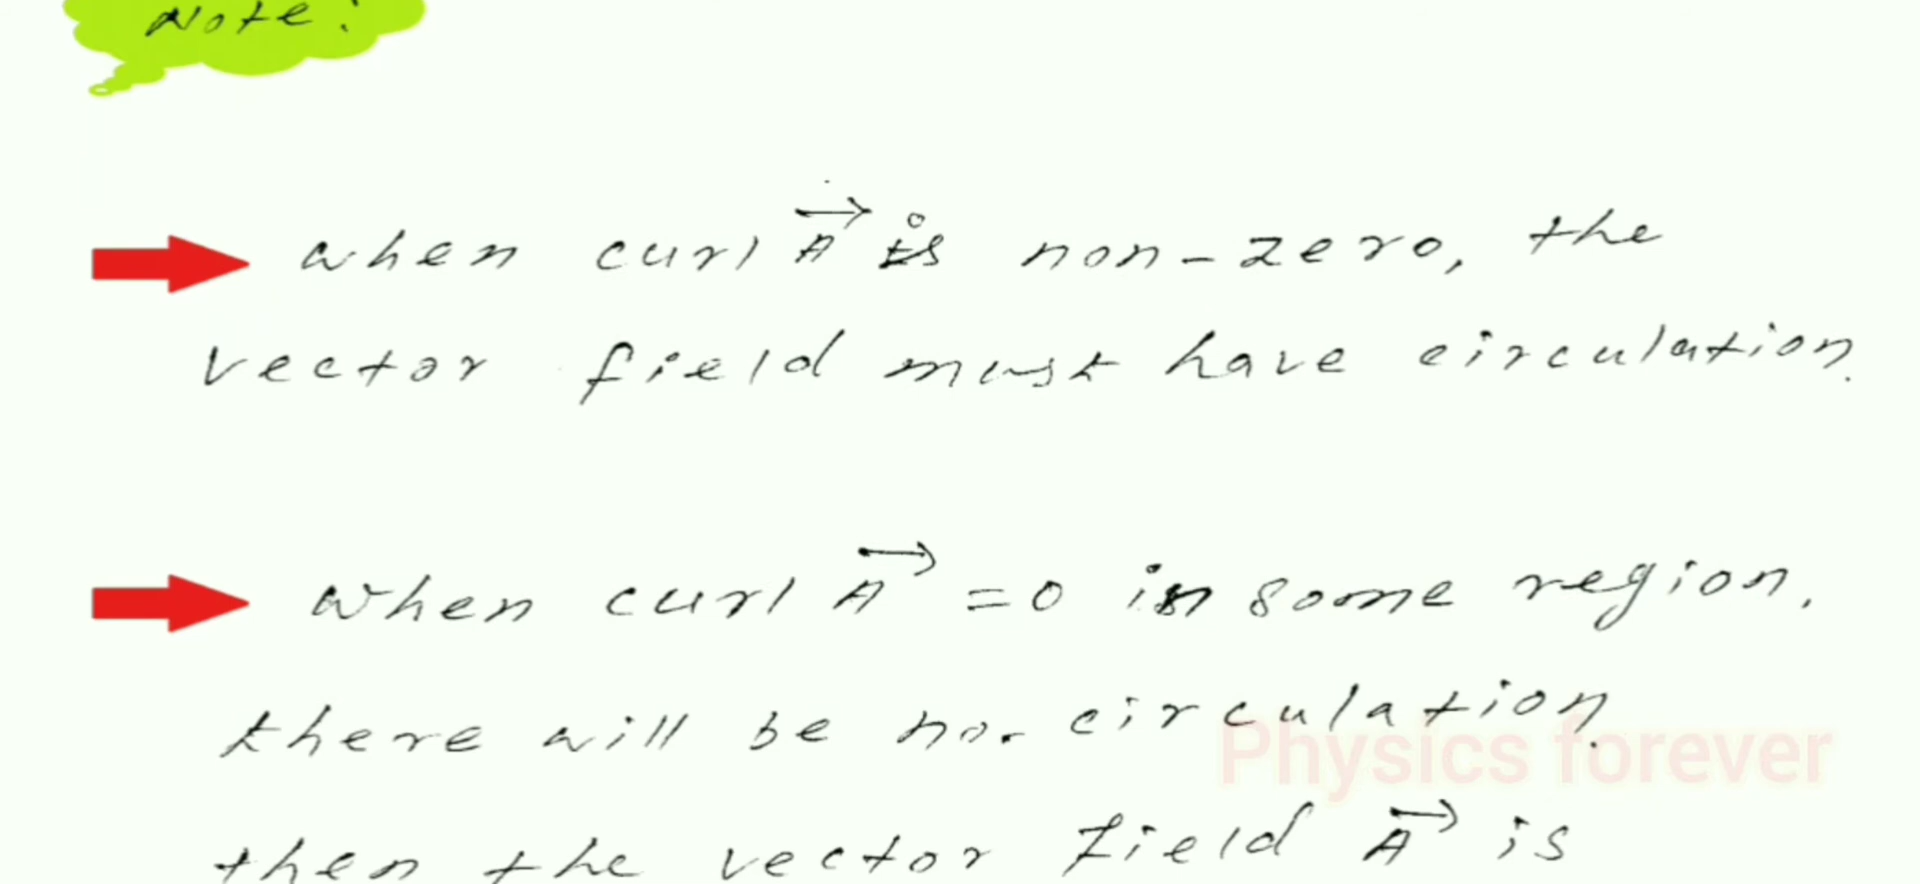 Note:
when curl A⃗ is non-zero, the
vector field must have circulation.
when curl A⃗ =0 in some region,
there will be no circulation.
Physics forever
then the vector field A⃗ is